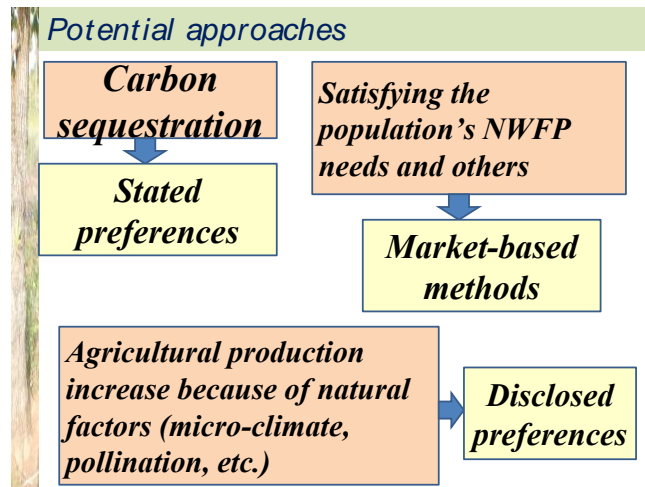 Potential approaches
Carbon
sequestration
Stated
preferences
Satisfying the
population’s NWFP
needs and others
Market-based
methods
Agricultural production
increase because of natural
factors (micro-climate,
pollination, etc.)
Disclosed
preferences